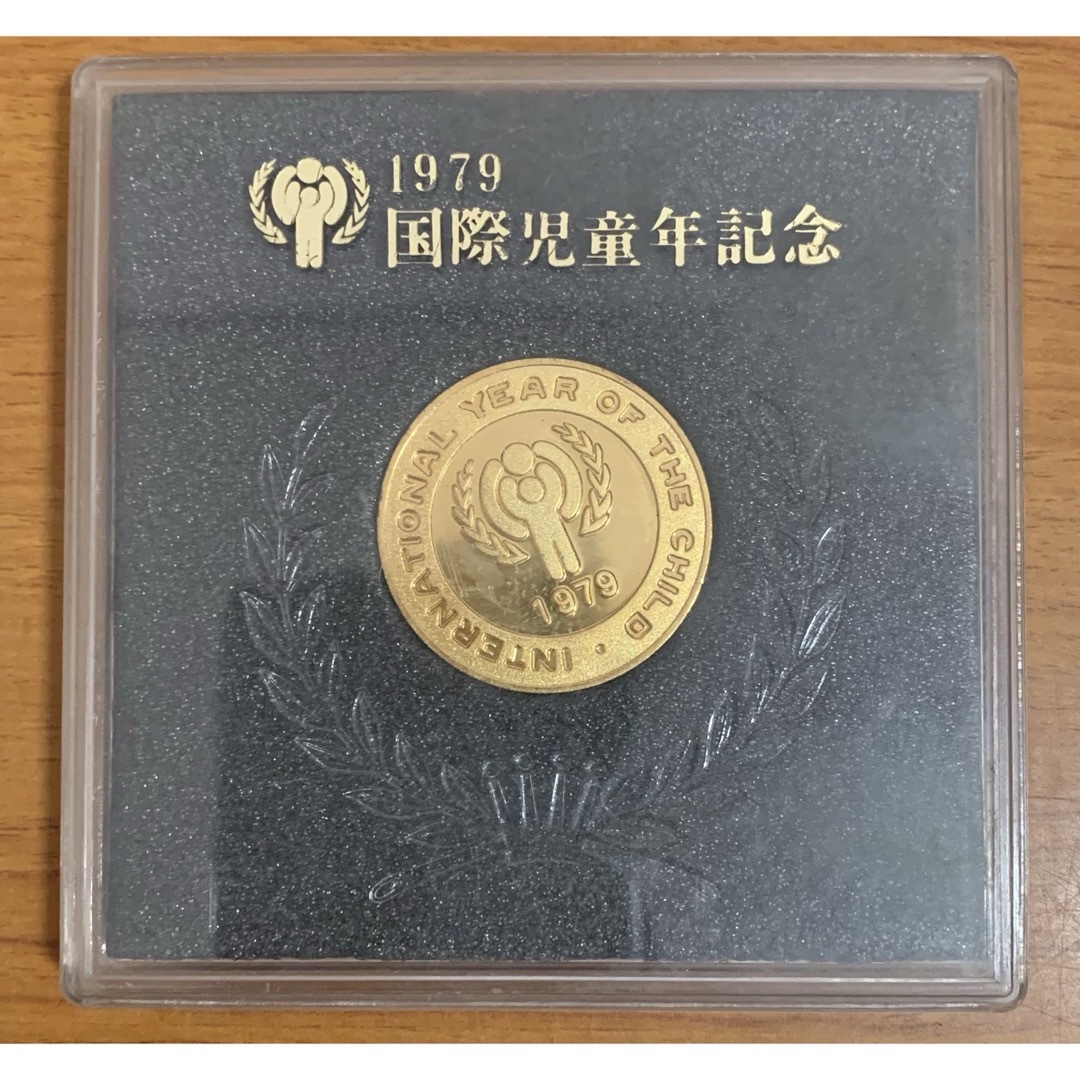 1979
国際児童年記念
INTERNATIONAL YEAR OF THE CHILD ·
1979